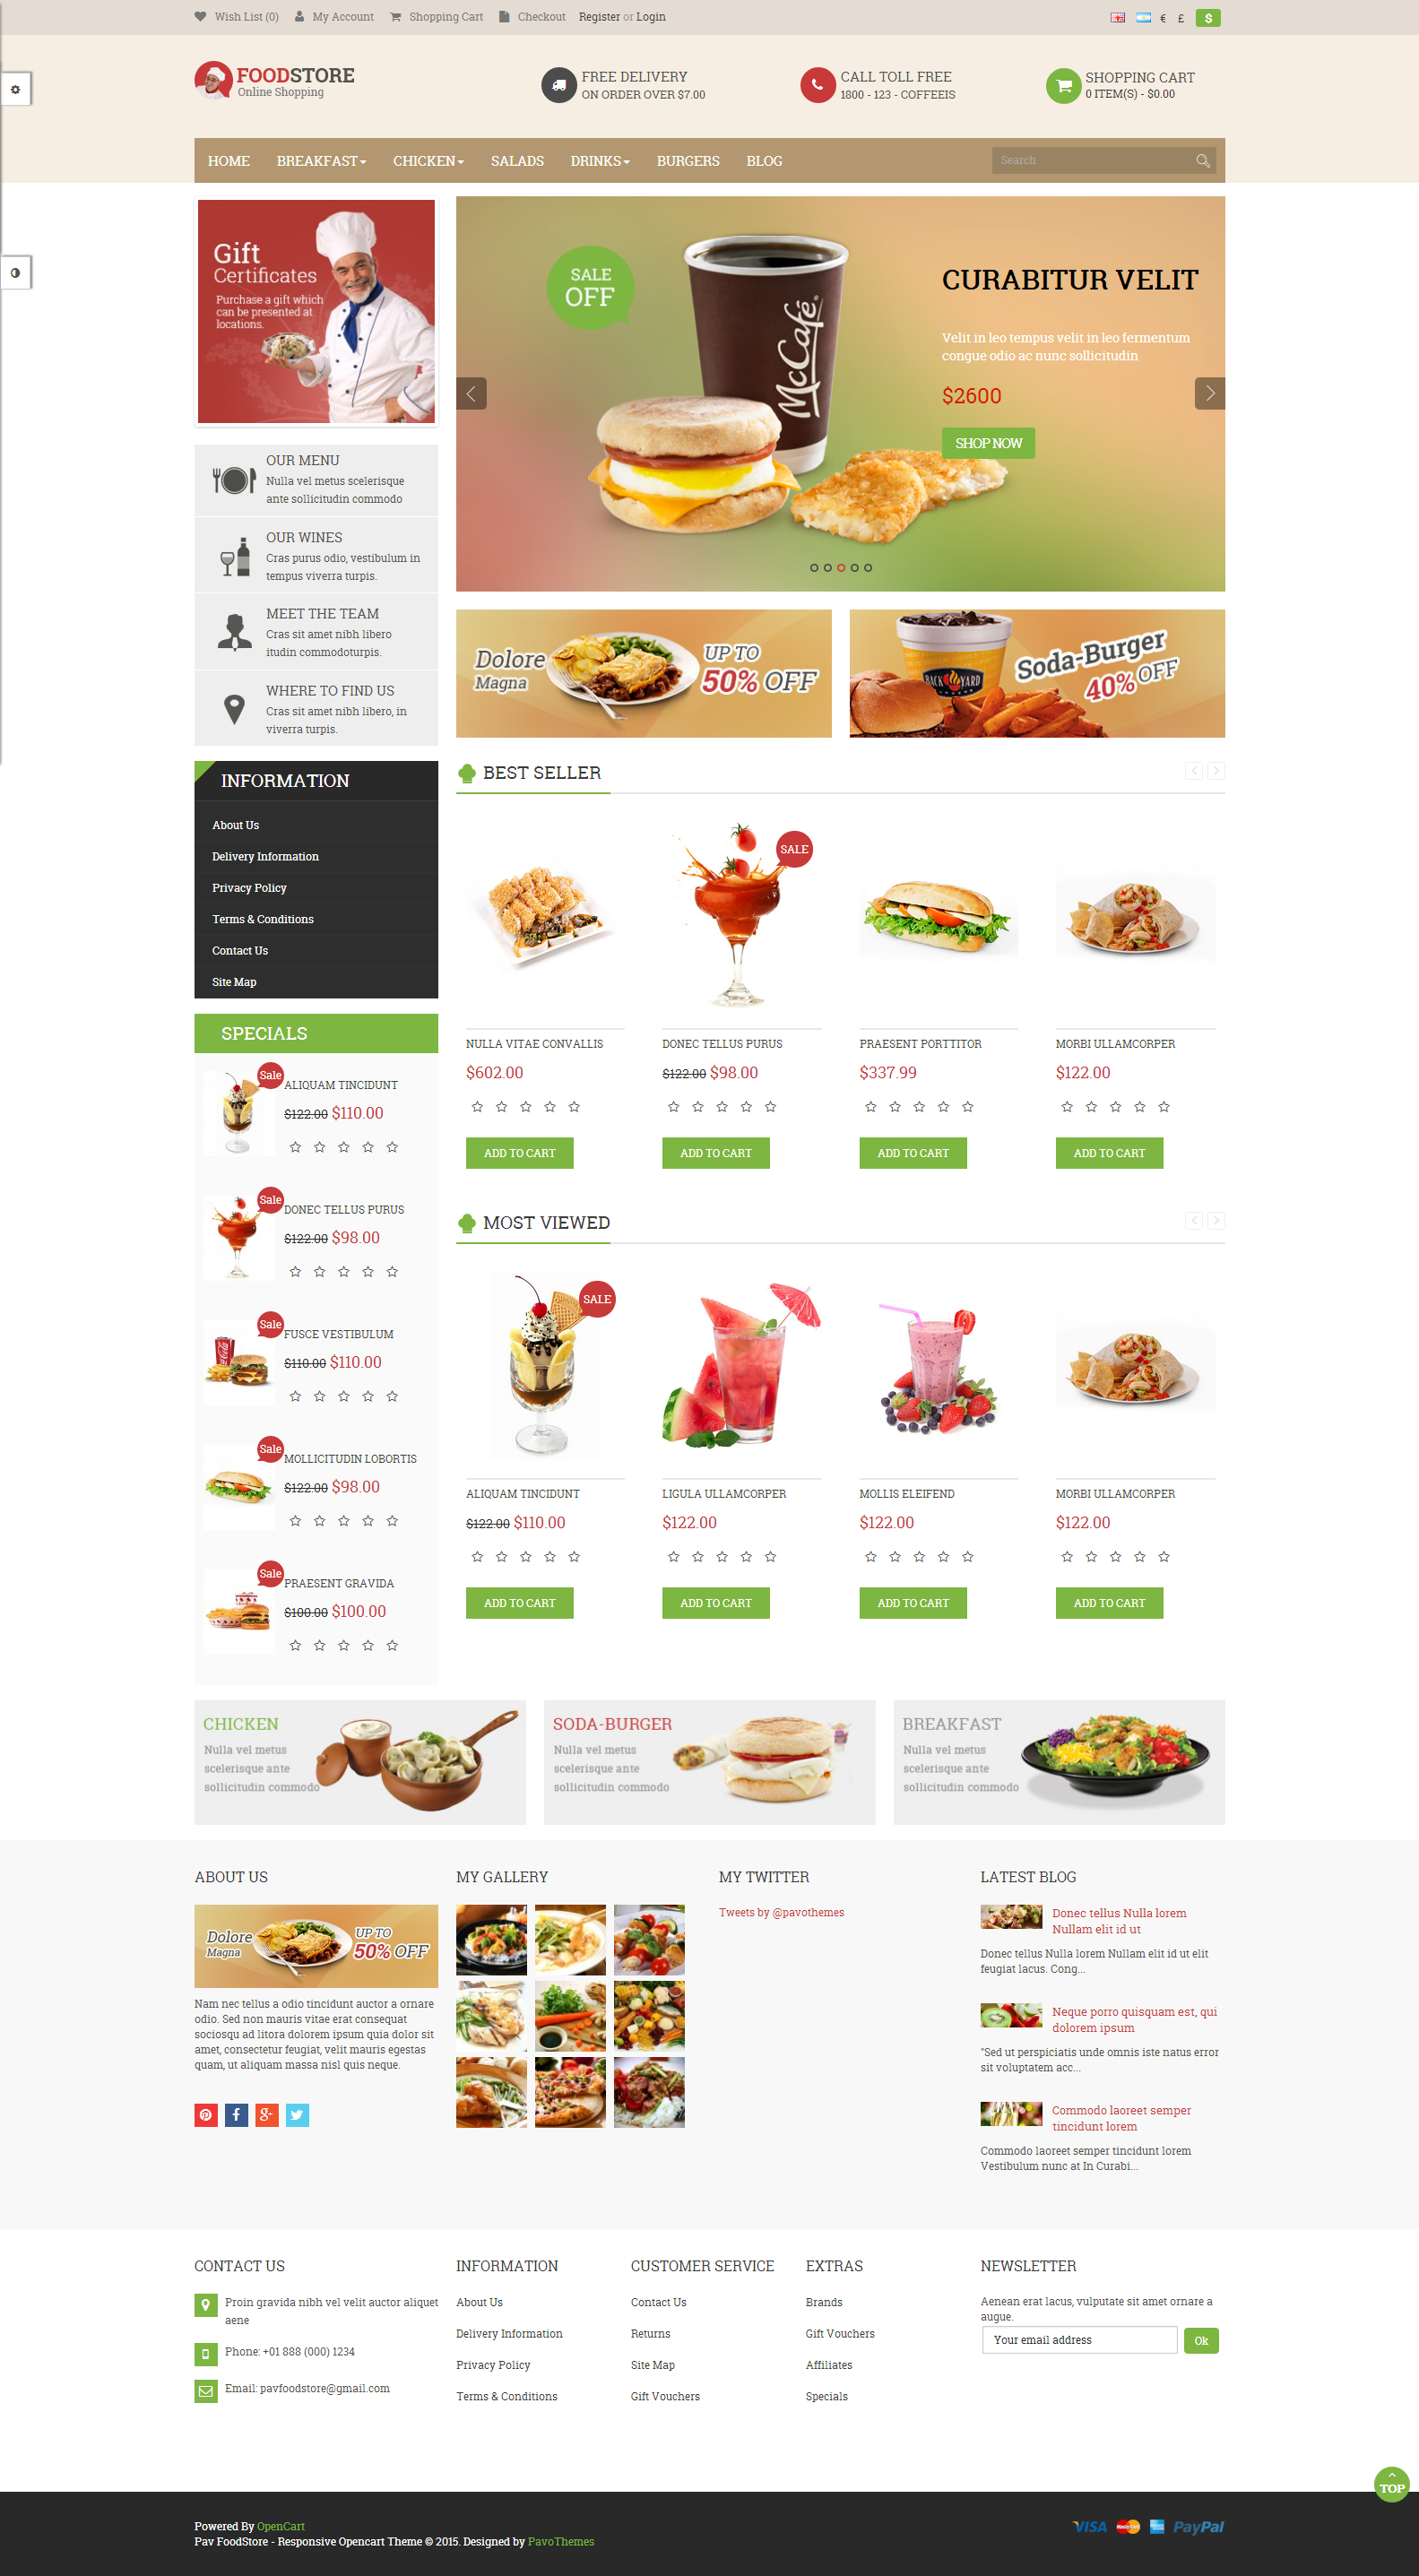 Wish List (0) My Account Shopping Cart Checkout Register or Login € £ $
FOODSTORE
Online Shopping
FREE DELIVERY
ON ORDER OVER $7.00
CALL TOLL FREE
1800 - 123 - COFFEEIS
SHOPPING CART
0 ITEM(S) - $0.00
HOME BREAKFAST CHICKEN SALADS DRINKS BURGERS BLOG Search
Gift
Certificates
Purchase a gift which
can be presented at
locations.
SALE
OFF
McCafé
CURABITUR VELIT
Velit in leo tempus velit in leo fermentum
congue odio ac nunc sollicitudin
$2600
SHOP NOW
OUR MENU
Nulla vel metus scelerisque
ante sollicitudin commodo
OUR WINES
Cras purus odio, vestibulum in
tempus viverra turpis.
MEET THE TEAM
Cras sit amet nibh libero
itudin commodoturpis.
WHERE TO FIND US
Cras sit amet nibh libero, in
viverra turpis.
Dolore
Magna
UP TO
50% OFF
BACK YARD
Soda-Burger
40% OFF
INFORMATION
About Us
Delivery Information
Privacy Policy
Terms & Conditions
Contact Us
Site Map
BEST SELLER
SALE
NULLA VITAE CONVALLIS
$602.00
ADD TO CART
DONEC TELLUS PURUS
$122.00 $98.00
ADD TO CART
PRAESENT PORTTITOR
$337.99
ADD TO CART
MORBI ULLAMCORPER
$122.00
ADD TO CART
SPECIALS
Sale
ALIQUAM TINCIDUNT
$122.00 $110.00
Sale
DONEC TELLUS PURUS
$122.00 $98.00
Sale
FUSCE VESTIBULUM
$110.00 $110.00
Sale
MOLLICITUDIN LOBORTIS
$122.00 $98.00
Sale
PRAESENT GRAVIDA
$100.00 $100.00
MOST VIEWED
SALE
ALIQUAM TINCIDUNT
$122.00 $110.00
ADD TO CART
LIGULA ULLAMCORPER
$122.00
ADD TO CART
MOLLIS ELEIFEND
$122.00
ADD TO CART
MORBI ULLAMCORPER
$122.00
ADD TO CART
CHICKEN
Nulla vel metus
scelerisque ante
sollicitudin commodo
SODA-BURGER
Nulla vel metus
scelerisque ante
sollicitudin commodo
BREAKFAST
Nulla vel metus
scelerisque ante
sollicitudin commodo
ABOUT US
Dolore
Magna
UP TO
50% OFF
Nam nec tellus a odio tincidunt auctor a ornare
odio. Sed non mauris vitae erat consequat
sociosqu ad litora dolorem ipsum quia dolor sit
amet, consectetur feugiat, velit mauris egestas
quam, ut aliquam massa nisl quis neque.
MY GALLERY
MY TWITTER
Tweets by @pavothemes
LATEST BLOG
Donec tellus Nulla lorem
Nullam elit id ut
Donec tellus Nulla lorem Nullam elit id ut elit
feugiat lacus. Cong...
Neque porro quisquam est, qui
dolorem ipsum
"Sed ut perspiciatis unde omnis iste natus error
sit voluptatem acc...
Commodo laoreet semper
tincidunt lorem
Commodo laoreet semper tincidunt lorem
Vestibulum nunc at In Curabi...
CONTACT US
Proin gravida nibh vel velit auctor aliquet
aene
Phone: +01 888 (000) 1234
Email: pavfoodstore@gmail.com
INFORMATION
About Us
Delivery Information
Privacy Policy
Terms & Conditions
CUSTOMER SERVICE
Contact Us
Returns
Site Map
Gift Vouchers
EXTRAS
Brands
Gift Vouchers
Affiliates
Specials
NEWSLETTER
Aenean erat lacus, vulputate sit amet ornare a
augue.
Your email address Ok
TOP
Powered By OpenCart
Pav FoodStore - Responsive Opencart Theme © 2015. Designed by PavoThemes
VISA MasterCard PayPal